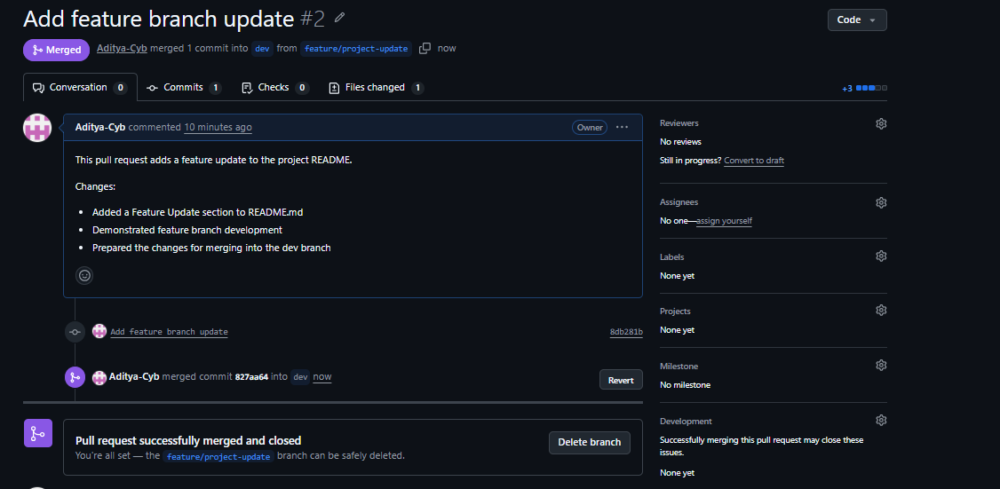 Add feature branch update #2
Code
Merged
Aditya-Cyb merged 1 commit into dev from feature/project-update now
Conversation 0 Commits 1 Checks 0 Files changed 1
+3
Aditya-Cyb commented 10 minutes ago
Owner
This pull request adds a feature update to the project README.
Changes:
• Added a Feature Update section to README.md
• Demonstrated feature branch development
• Prepared the changes for merging into the dev branch
Add feature branch update 8db281b
Aditya-Cyb merged commit 827aa64 into dev now
Revert
Pull request successfully merged and closed
You're all set — the feature/project-update branch can be safely deleted.
Delete branch
Reviewers
No reviews
Still in progress? Convert to draft
Assignees
No one—assign yourself
Labels
None yet
Projects
None yet
Milestone
No milestone
Development
Successfully merging this pull request may close these
issues.
None yet